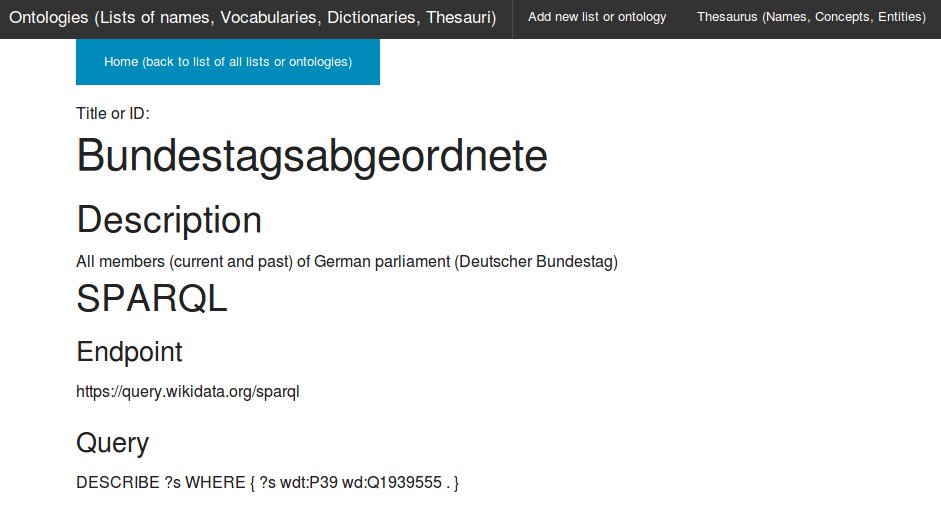 Ontologies (Lists of names, Vocabularies, Dictionaries, Thesauri)
Add new list or ontology
Thesaurus (Names, Concepts, Entities)
Home (back to list of all lists or ontologies)
Title or ID:
Bundestagsabgeordnete
Description
All members (current and past) of German parliament (Deutscher Bundestag)
SPARQL
Endpoint
https://query.wikidata.org/sparql
Query
DESCRIBE ?s WHERE { ?s wdt:P39 wd:Q1939555 . }